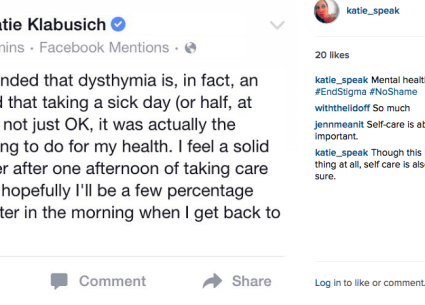 atie Klabusich
mins · Facebook Mentions ·
nded that dysthymia is, in fact, an
d that taking a sick day (or half, at
not just OK, it was actually the
ng to do for my health. I feel a solid
er after one afternoon of taking care
hopefully I'll be a few percentage
ter in the morning when I get back to
Comment
Share
katie_speak
20 likes
katie_speak Mental healt
#EndStigma #NoShame
withthelidoff So much
jennmeanit Self-care is ab
important.
katie_speak Though this
thing at all, self care is als
sure.
Log in to like or comment.